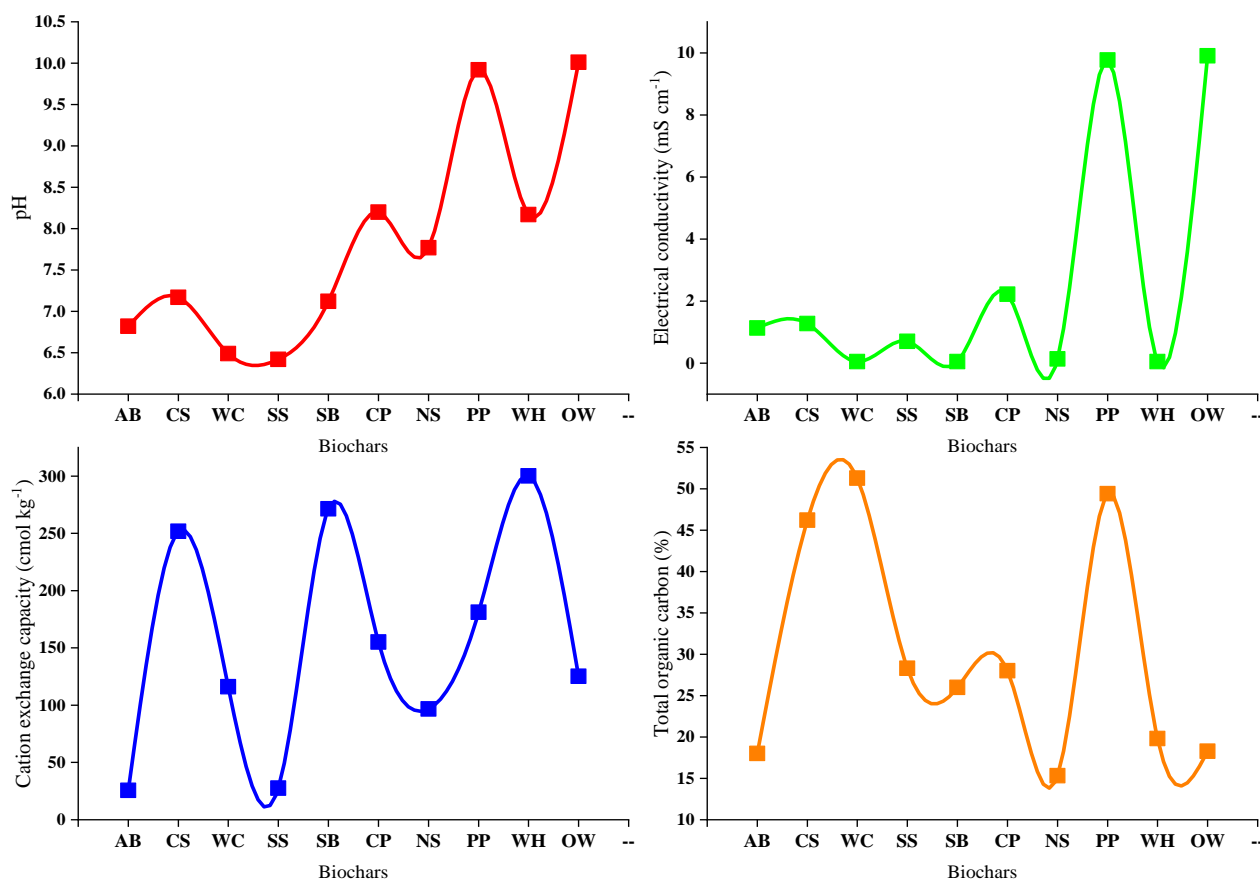 10.5
10.0
9.5
9.0
8.5
8.0
7.5
7.0
6.5
6.0
pH
AB CS WC SS SB CP NS PP WH OW --
Biochars
10
8
6
4
2
0
Electrical conductivity (mS cm⁻¹)
AB CS WC SS SB CP NS PP WH OW --
Biochars
300
250
200
150
100
50
0
Cation exchange capacity (cmol kg⁻¹)
AB CS WC SS SB CP NS PP WH OW --
Biochars
55
50
45
40
35
30
25
20
15
10
Total organic carbon (%)
AB CS WC SS SB CP NS PP WH OW --
Biochars